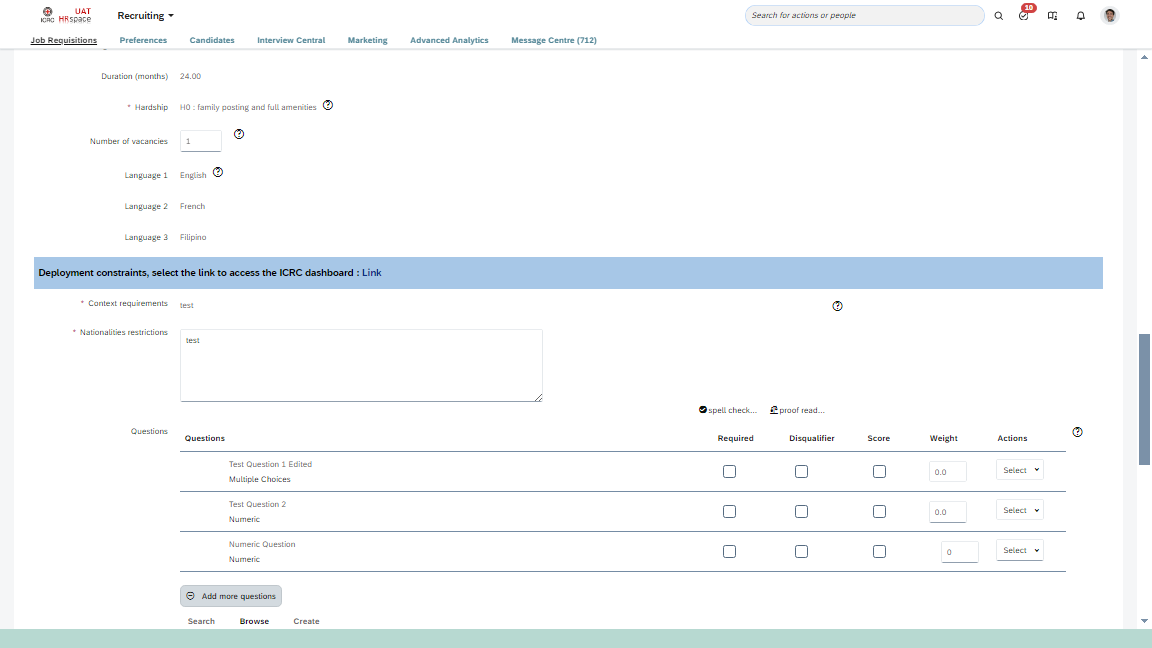 ICRC UAT HRspace
Recruiting
Search for actions or people
10
Job Requisitions Preferences Candidates Interview Central Marketing Advanced Analytics Message Centre (712)
Duration (months) 24.00
* Hardship H0 : family posting and full amenities
Number of vacancies 1
Language 1 English
Language 2 French
Language 3 Filipino
Deployment constraints, select the link to access the ICRC dashboard : Link
* Context requirements test
* Nationalities restrictions test
spell check... proof read...
Questions
Questions Required Disqualifier Score Weight Actions
Test Question 1 Edited
Multiple Choices
0.0 Select
Test Question 2
Numeric
0.0 Select
Numeric Question
Numeric
0 Select
Add more questions
Search Browse Create